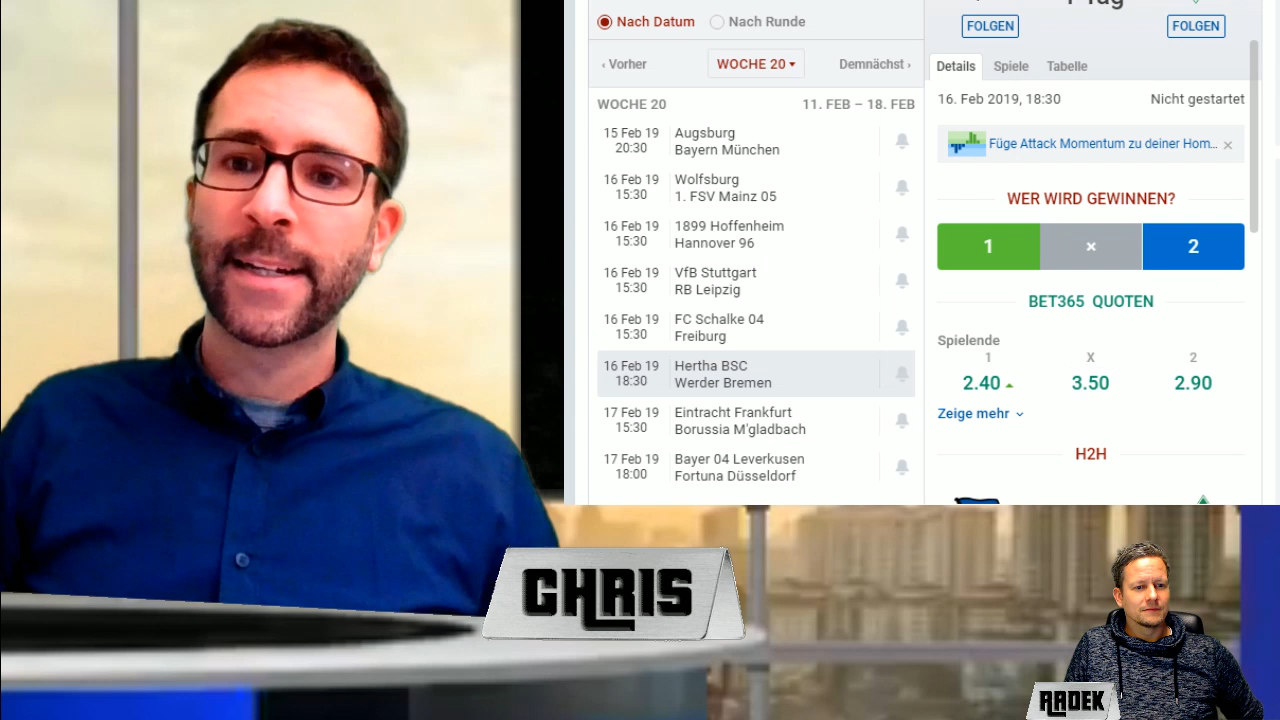 Nach Datum
Nach Runde
‹ Vorher
WOCHE 20
Demnächst ›
WOCHE 20
11. FEB – 18. FEB
15 Feb 19
20:30
Augsburg
Bayern München
16 Feb 19
15:30
Wolfsburg
1. FSV Mainz 05
16 Feb 19
15:30
1899 Hoffenheim
Hannover 96
16 Feb 19
15:30
VfB Stuttgart
RB Leipzig
16 Feb 19
15:30
FC Schalke 04
Freiburg
16 Feb 19
18:30
Hertha BSC
Werder Bremen
17 Feb 19
15:30
Eintracht Frankfurt
Borussia M'gladbach
17 Feb 19
18:00
Bayer 04 Leverkusen
Fortuna Düsseldorf
1 Tag
FOLGEN
FOLGEN
Details
Spiele
Tabelle
16. Feb 2019, 18:30
Nicht gestartet
Füge Attack Momentum zu deiner Hom... ×
WER WIRD GEWINNEN?
1
×
2
BET365 QUOTEN
Spielende
1
X
2
2.40
3.50
2.90
Zeige mehr
H2H
CHRIS
RADEK